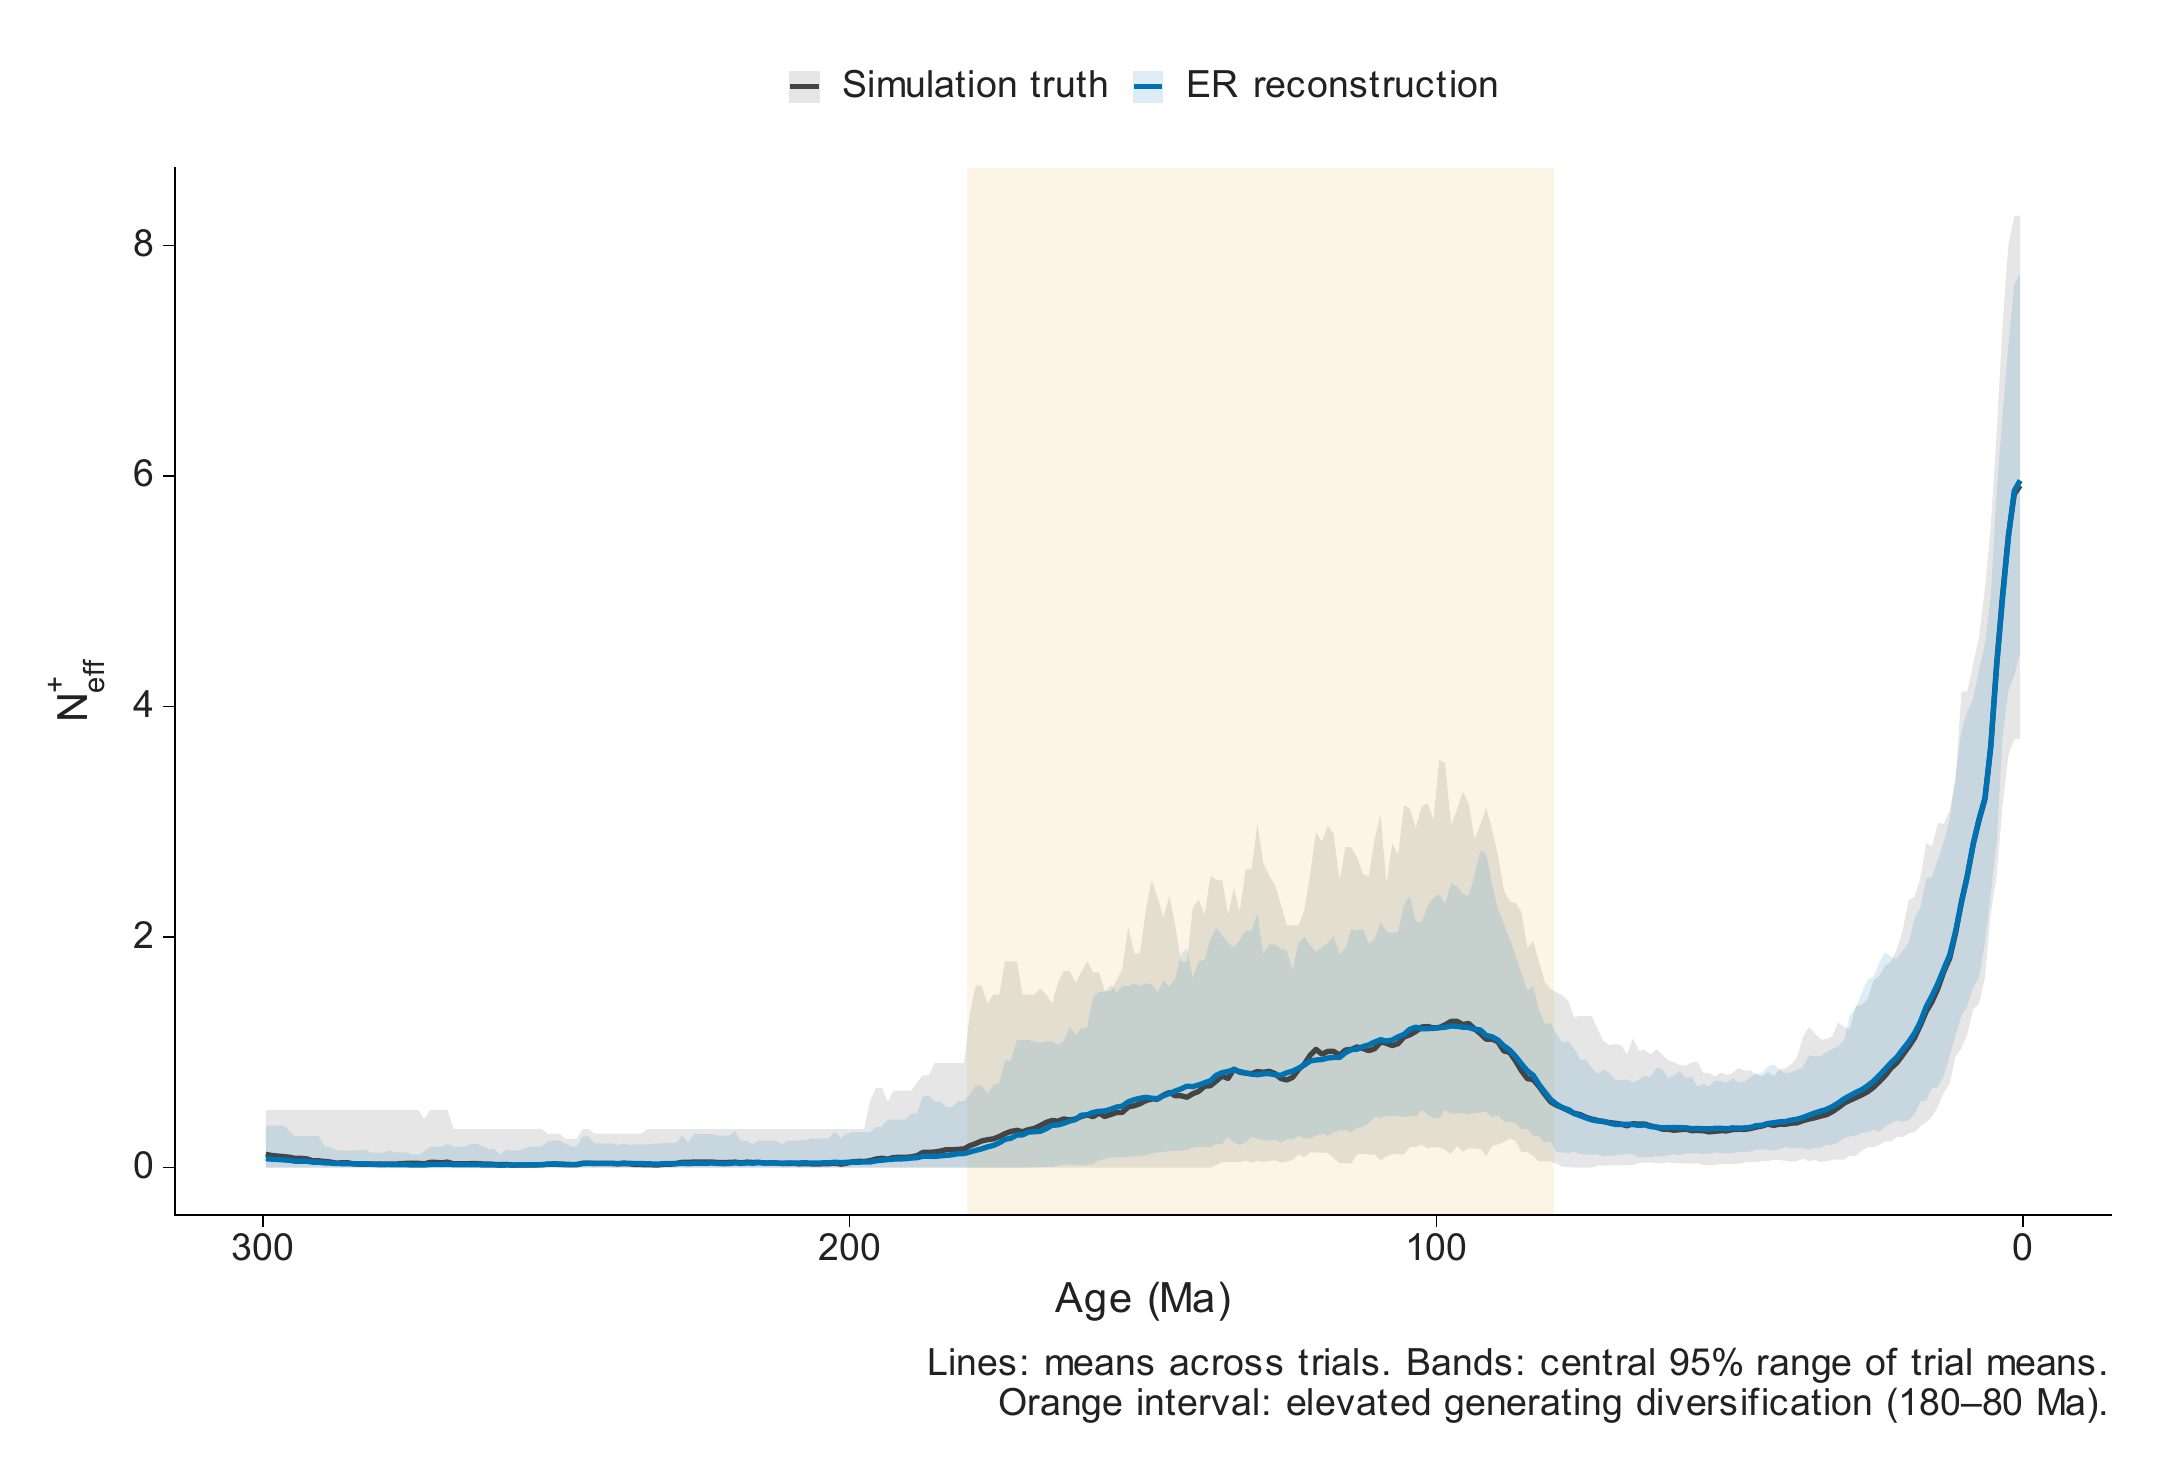 Simulation truth ER reconstruction
8
6
4
2
0
N+eff
300 200 100 0
Age (Ma)
Lines: means across trials. Bands: central 95% range of trial means.
Orange interval: elevated generating diversification (180–80 Ma).